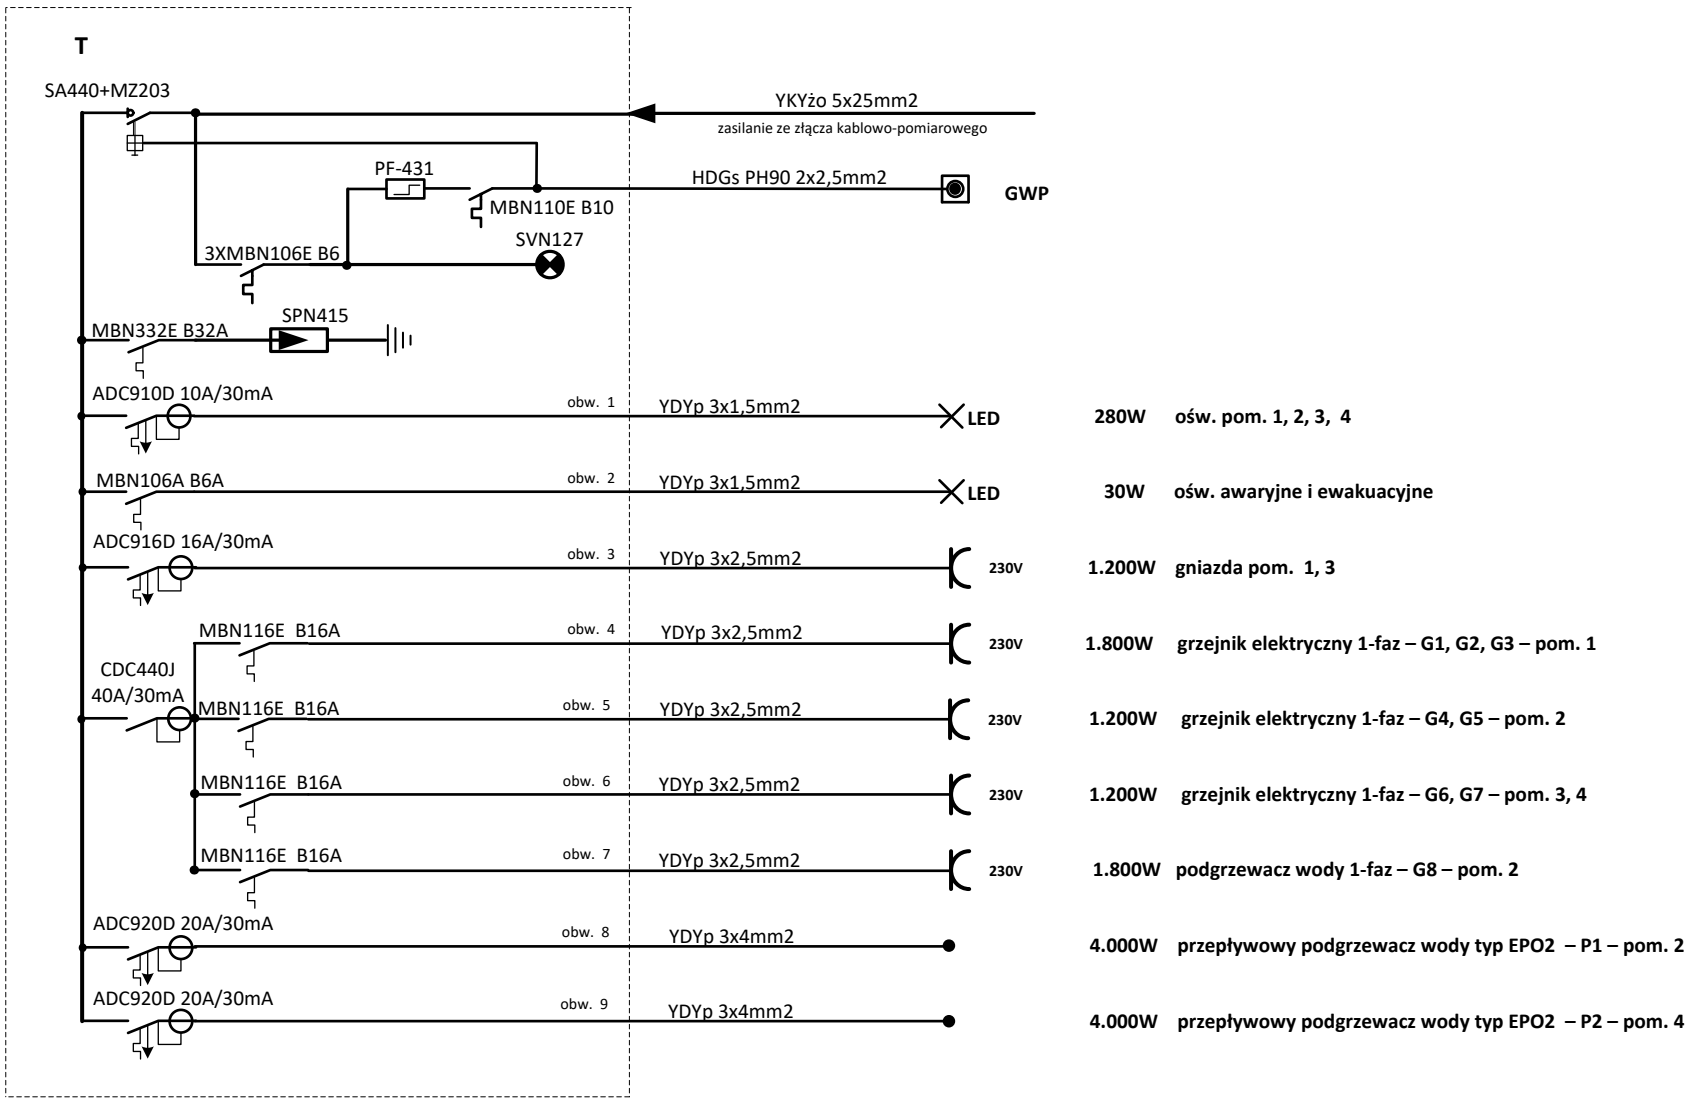 T
SA440+MZ203
YKYżo 5x25mm2
zasilanie ze złącza kablowo-pomiarowego
PF-431
HDGs PH90 2x2,5mm2
GWP
MBN110E B10
SVN127
3XMBN106E B6
SPN415
MBN332E B32A
ADC910D 10A/30mA
obw. 1
YDYp 3x1,5mm2
LED
280W
ośw. pom. 1, 2, 3, 4
MBN106A B6A
obw. 2
YDYp 3x1,5mm2
LED
30W
ośw. awaryjne i ewakuacyjne
ADC916D 16A/30mA
obw. 3
YDYp 3x2,5mm2
230V
1.200W
gniazda pom. 1, 3
MBN116E B16A
obw. 4
YDYp 3x2,5mm2
230V
1.800W
grzejnik elektryczny 1-faz – G1, G2, G3 – pom. 1
CDC440J
40A/30mA
MBN116E B16A
obw. 5
YDYp 3x2,5mm2
230V
1.200W
grzejnik elektryczny 1-faz – G4, G5 – pom. 2
MBN116E B16A
obw. 6
YDYp 3x2,5mm2
230V
1.200W
grzejnik elektryczny 1-faz – G6, G7 – pom. 3, 4
MBN116E B16A
obw. 7
YDYp 3x2,5mm2
230V
1.800W
podgrzewacz wody 1-faz – G8 – pom. 2
ADC920D 20A/30mA
obw. 8
YDYp 3x4mm2
4.000W
przepływowy podgrzewacz wody typ EPO2 – P1 – pom. 2
ADC920D 20A/30mA
obw. 9
YDYp 3x4mm2
4.000W
przepływowy podgrzewacz wody typ EPO2 – P2 – pom. 4